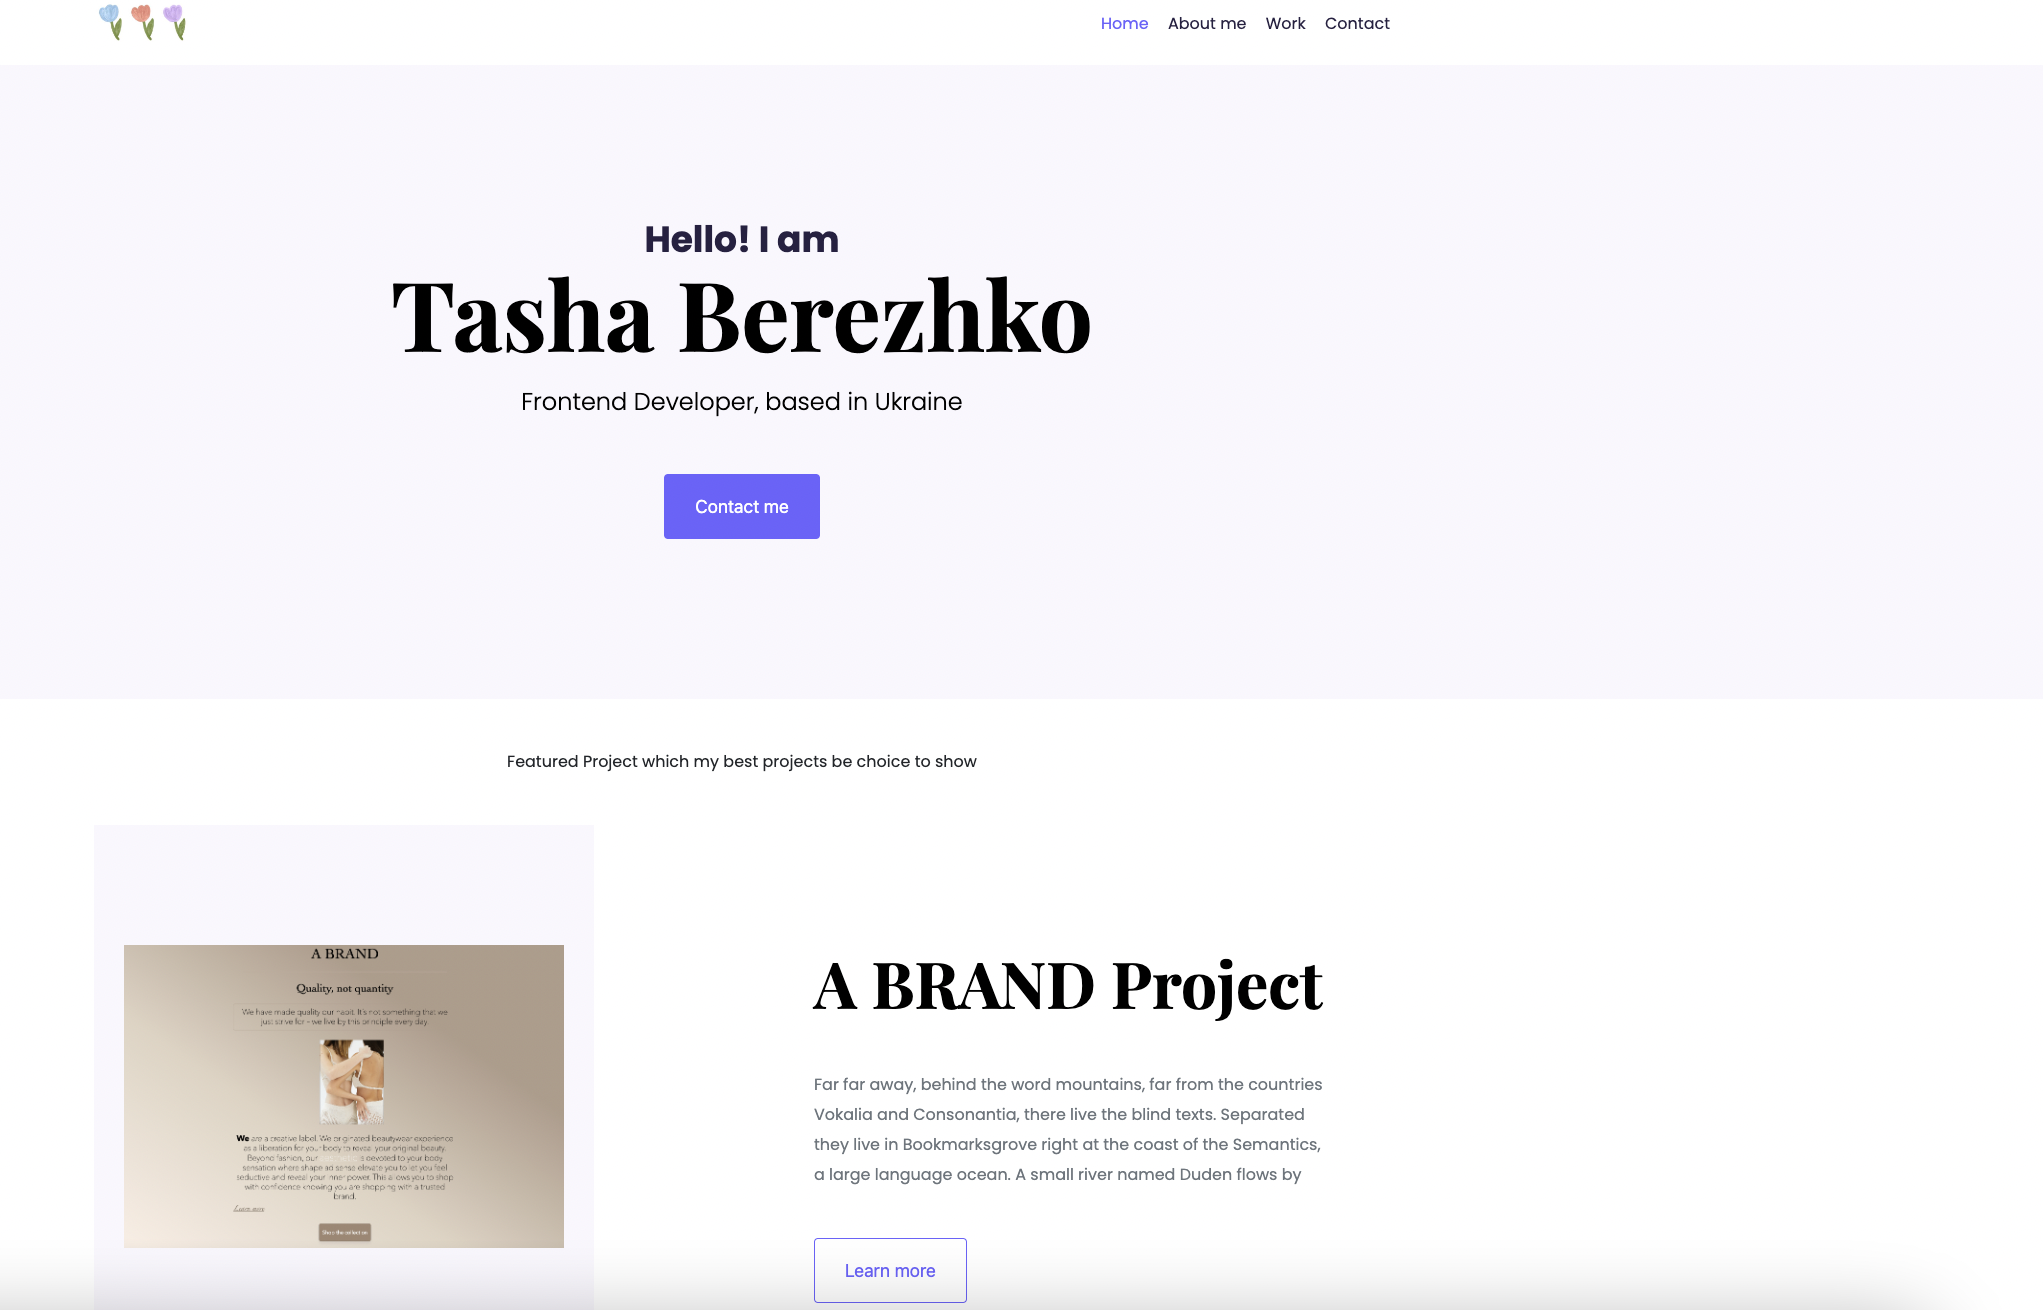 Home About me Work Contact
Hello! I am
Tasha Berezhko
Frontend Developer, based in Ukraine
Contact me
Featured Project which my best projects be choice to show
A BRAND
Quality, not quantity
We have made quality our habit. It's not something that we
just strive for - we live by this principle every day.
We are a creative label. We originated beautywear experience
as a liberation for your body to reveal your original beauty.
Beyond fashion, our devoted to your body
sensation where shape ad sense elevate you to let you feel
seductive and reveal your inner power. This allows you to shop
with confidence knowing you are shopping with a trusted
brand.
Learn more
A BRAND Project
Far far away, behind the word mountains, far from the countries
Vokalia and Consonantia, there live the blind texts. Separated
they live in Bookmarksgrove right at the coast of the Semantics,
a large language ocean. A small river named Duden flows by
Learn more